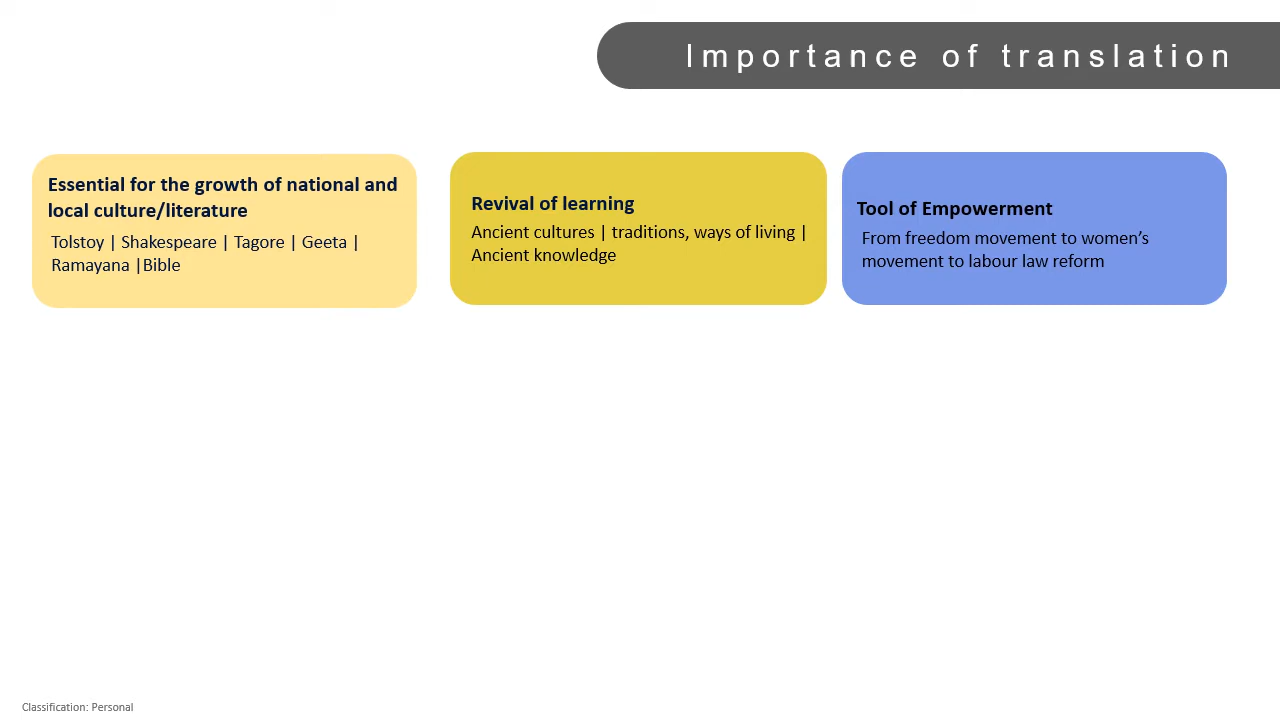 Importance of translation
Essential for the growth of national and
local culture/literature
Tolstoy | Shakespeare | Tagore | Geeta |
Ramayana |Bible
Revival of learning
Ancient cultures | traditions, ways of living |
Ancient knowledge
Tool of Empowerment
From freedom movement to women’s
movement to labour law reform
Classification: Personal